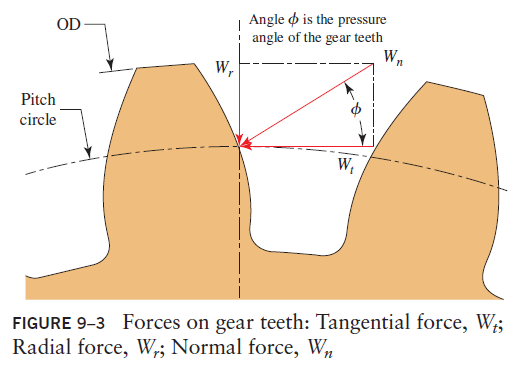 OD
Angle ϕ is the pressure
angle of the gear teeth
Wr
Wn
Pitch
circle
ϕ
Wt
FIGURE 9–3 Forces on gear teeth: Tangential force, Wt;
Radial force, Wr; Normal force, Wn